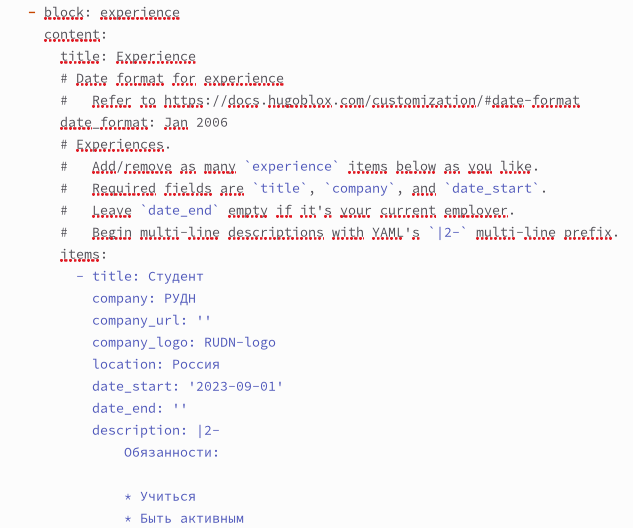 - block: experience
content:
title: Experience
# Date format for experience
# Refer to https://docs.hugoblox.com/customization/#date-format
date_format: Jan 2006
# Experiences.
# Add/remove as many `experience` items below as you like.
# Required fields are `title`, `company`, and `date_start`.
# Leave `date_end` empty if it's your current employer.
# Begin multi-line descriptions with YAML's `|2-` multi-line prefix.
items:
- title: Студент
company: РУДН
company_url: ''
company_logo: RUDN-logo
location: Россия
date_start: '2023-09-01'
date_end: ''
description: |2-
Обязанности:
* Учиться
* Быть активным